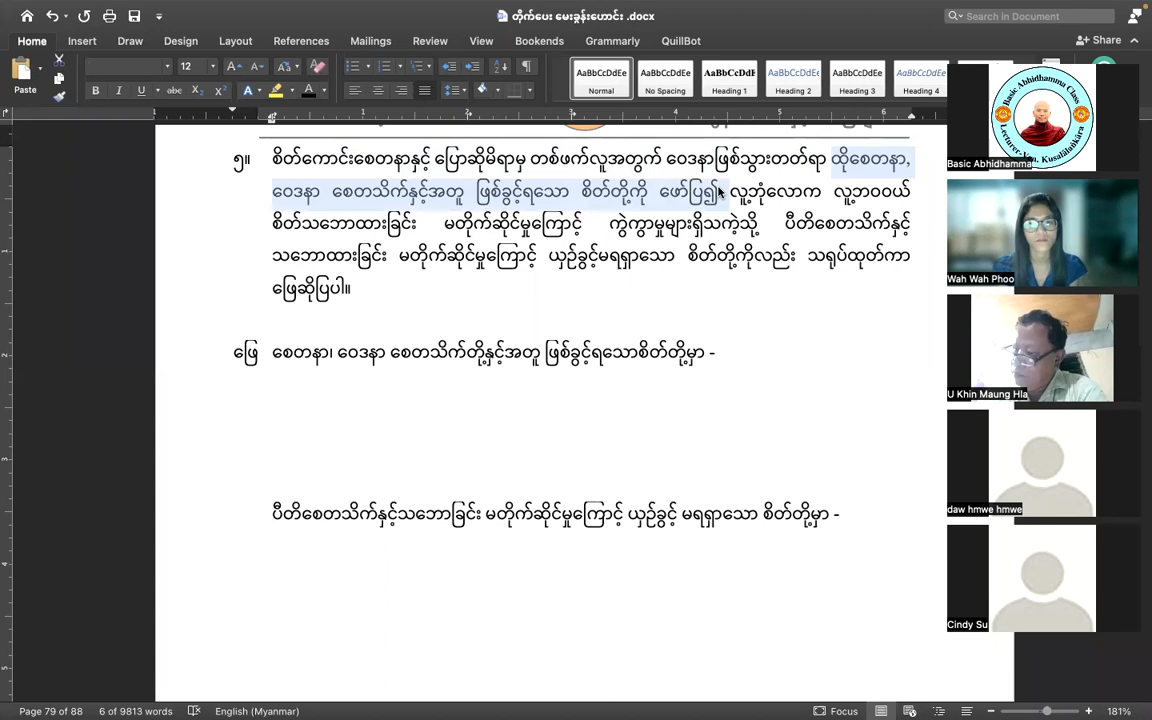 တိုက်ပေး မေးခွန်းဟောင်း .docx
Search in Document
Home Insert Draw Design Layout References Mailings Review View Bookends Grammarly QuillBot
Share
Paste
12
AaBbCcDdEe Normal
AaBbCcDdEe No Spacing
AaBbCcDdE Heading 1
AaBbCcDdEe Heading 2
AaBbCcDdEe Heading 3
AaBbCcDdEe Heading 4
၅။ စိတ်ကောင်းစေတနာနှင့် ပြောဆိုမိရာမှ တစ်ဖက်လူအတွက် ဝေဒနာဖြစ်သွားတတ်ရာ ထိုစေတနာ,
ဝေဒနာ စေတသိက်နှင့်အတူ ဖြစ်ခွင့်ရသော စိတ်တို့ကို ဖော်ပြ၍ လူ့ဘုံလောက လူ့ဘဝဝယ်
စိတ်သဘောထားခြင်း မတိုက်ဆိုင်မှုကြောင့် ကွဲကွာမှုများရှိသကဲ့သို့ ပီတိစေတသိက်နှင့်
သဘောထားခြင်း မတိုက်ဆိုင်မှုကြောင့် ယှဉ်ခွင့်မရရှာသော စိတ်တို့ကိုလည်း သရုပ်ထုတ်ကာ
ဖြေဆိုပြပါ။
ဖြေ စေတနာ၊ ဝေဒနာ စေတသိက်တို့နှင့်အတူ ဖြစ်ခွင့်ရသောစိတ်တို့မှာ -
ပီတိစေတသိက်နှင့်သဘောခြင်း မတိုက်ဆိုင်မှုကြောင့် ယှဉ်ခွင့် မရရှာသော စိတ်တို့မှာ -
Basic Abhidhamma Class
Lecturer-Ven. Kusalālaṅkāra
Basic Abhidhamma
Wah Wah Phoo
U Khin Maung Hla
daw hmwe hmwe
Cindy Su
Page 79 of 88 6 of 9813 words English (Myanmar) Focus 181%